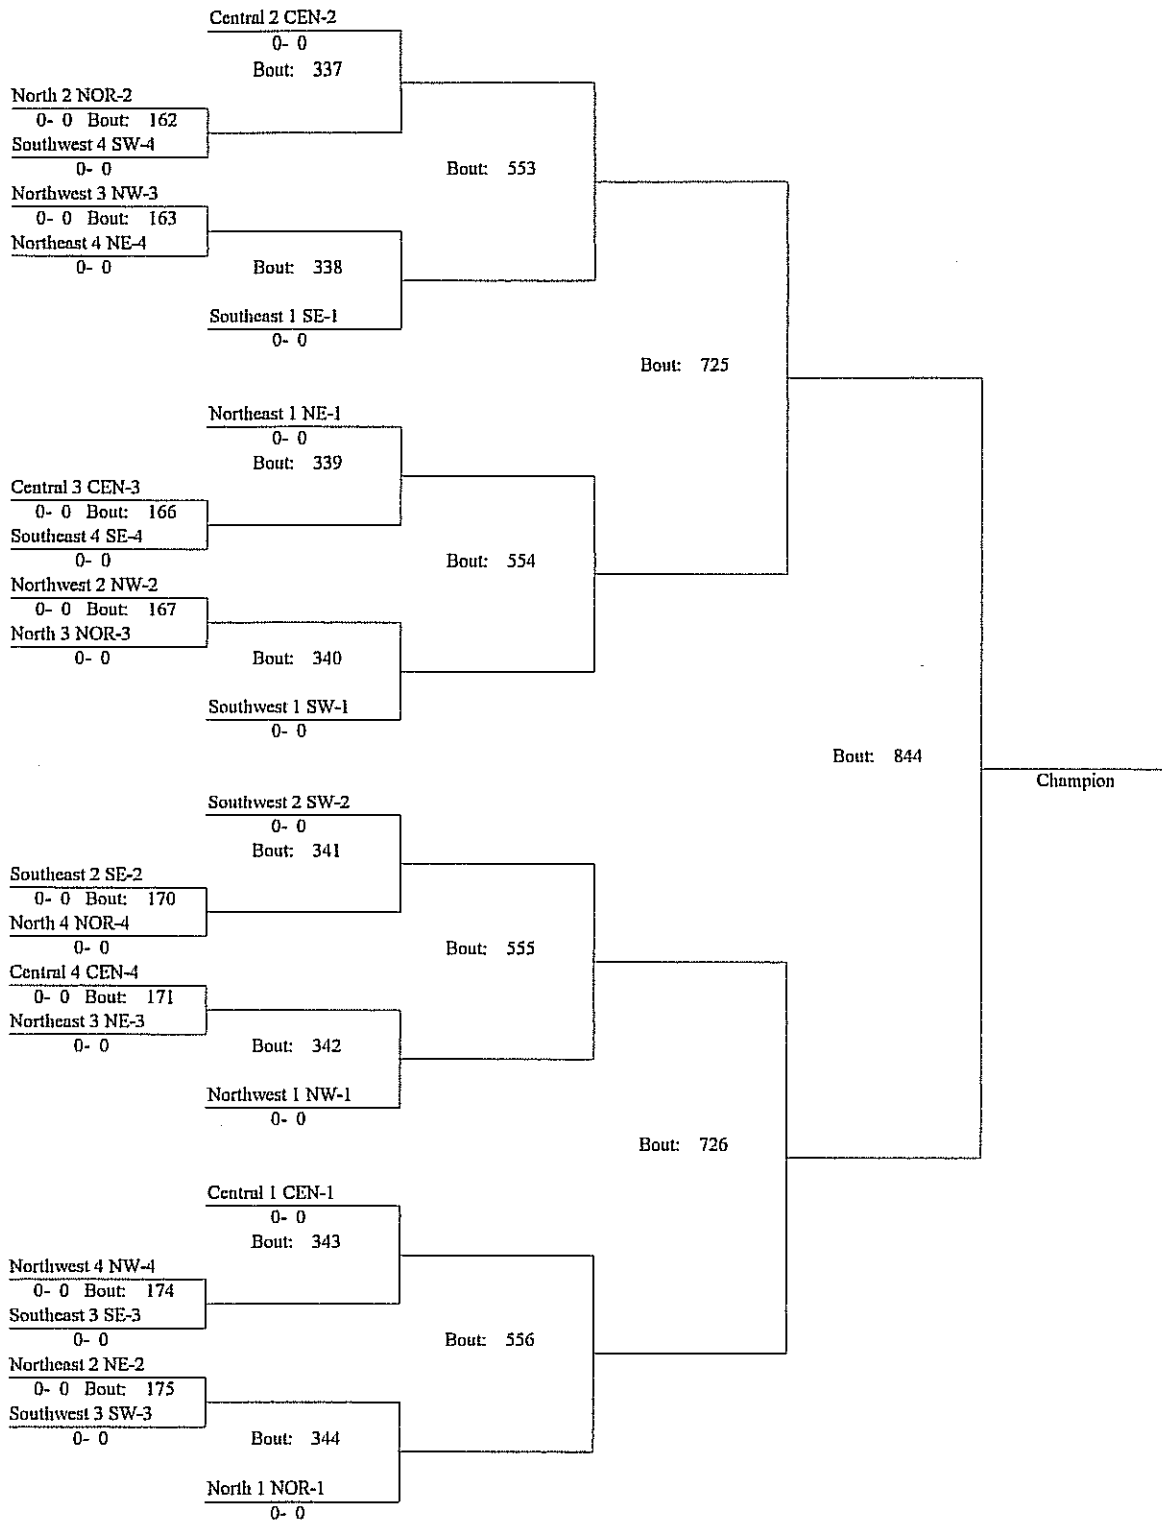 Central 2 CEN-2
0- 0
Bout: 337
North 2 NOR-2
0- 0 Bout: 162
Southwest 4 SW-4
0- 0
Bout: 553
Northwest 3 NW-3
0- 0 Bout: 163
Northeast 4 NE-4
0- 0
Bout: 338
Southeast 1 SE-1
0- 0
Bout: 725
Northeast 1 NE-1
0- 0
Bout: 339
Central 3 CEN-3
0- 0 Bout: 166
Southeast 4 SE-4
0- 0
Bout: 554
Northwest 2 NW-2
0- 0 Bout: 167
North 3 NOR-3
0- 0
Bout: 340
Southwest 1 SW-1
0- 0
Bout: 844
Champion
Southwest 2 SW-2
0- 0
Bout: 341
Southeast 2 SE-2
0- 0 Bout: 170
North 4 NOR-4
0- 0
Bout: 555
Central 4 CEN-4
0- 0 Bout: 171
Northeast 3 NE-3
0- 0
Bout: 342
Northwest 1 NW-1
0- 0
Bout: 726
Central 1 CEN-1
0- 0
Bout: 343
Northwest 4 NW-4
0- 0 Bout: 174
Southeast 3 SE-3
0- 0
Bout: 556
Northeast 2 NE-2
0- 0 Bout: 175
Southwest 3 SW-3
0- 0
Bout: 344
North 1 NOR-1
0- 0